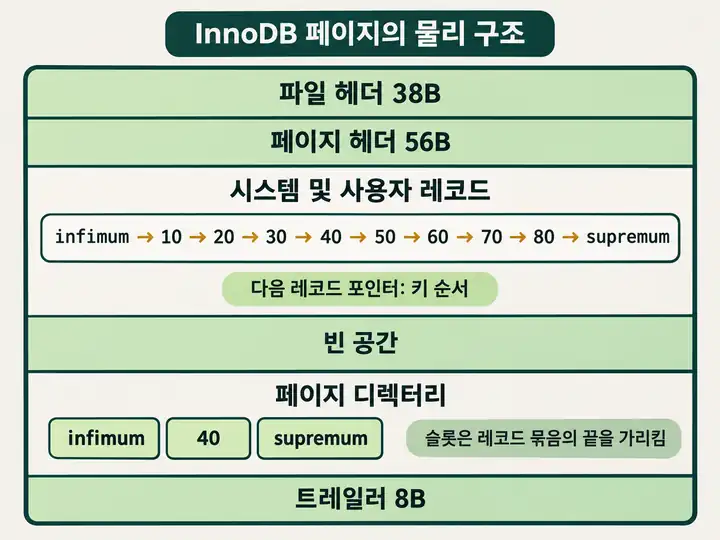 InnoDB 페이지의 물리 구조
파일 헤더 38B
페이지 헤더 56B
시스템 및 사용자 레코드
infimum → 10 → 20 → 30 → 40 → 50 → 60 → 70 → 80 → supremum
다음 레코드 포인터: 키 순서
빈 공간
페이지 디렉터리
infimum 40 supremum 슬롯은 레코드 묶음의 끝을 가리킴
트레일러 8B